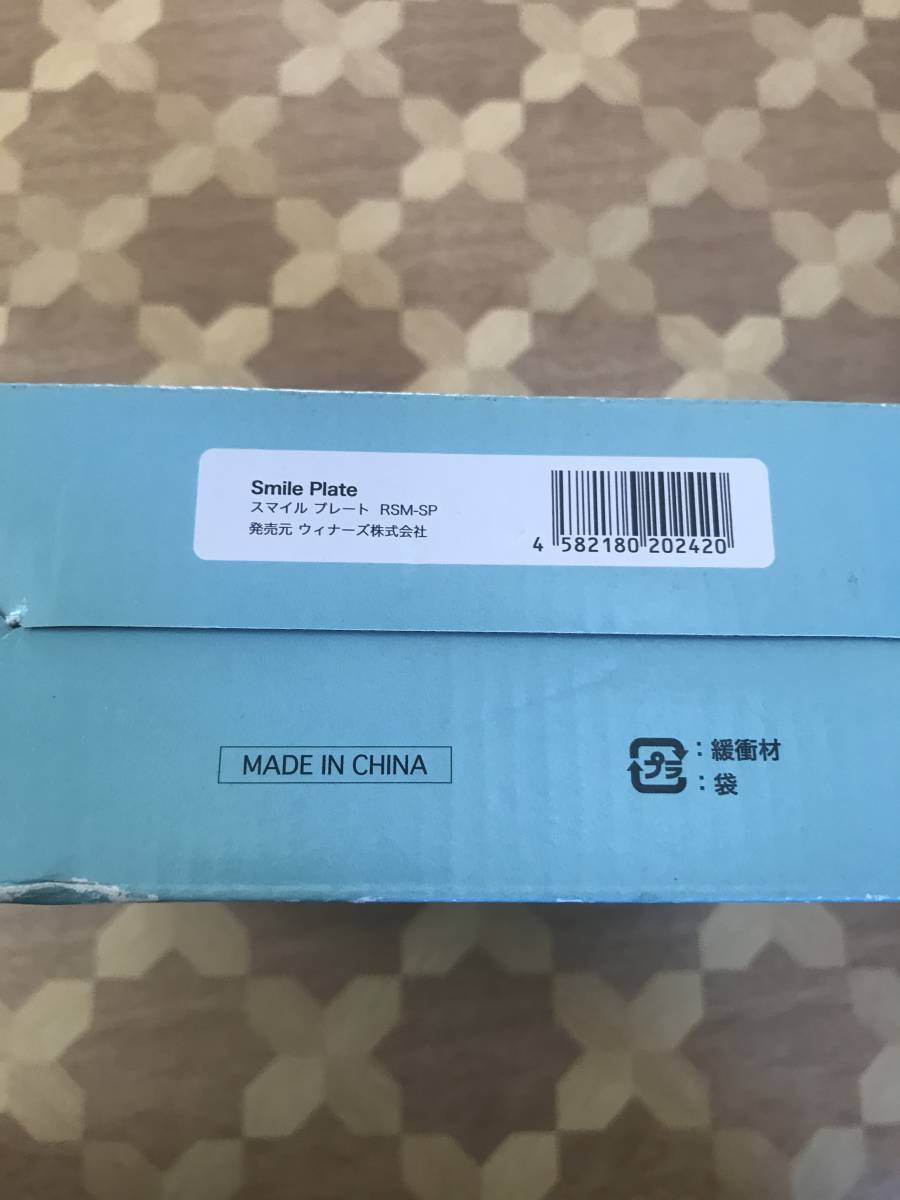 Smile Plate
スマイル プレート RSM-SP
発売元 ウィナーズ株式会社
4 582180 202420
MADE IN CHINA
プラ
：緩衝材
：袋